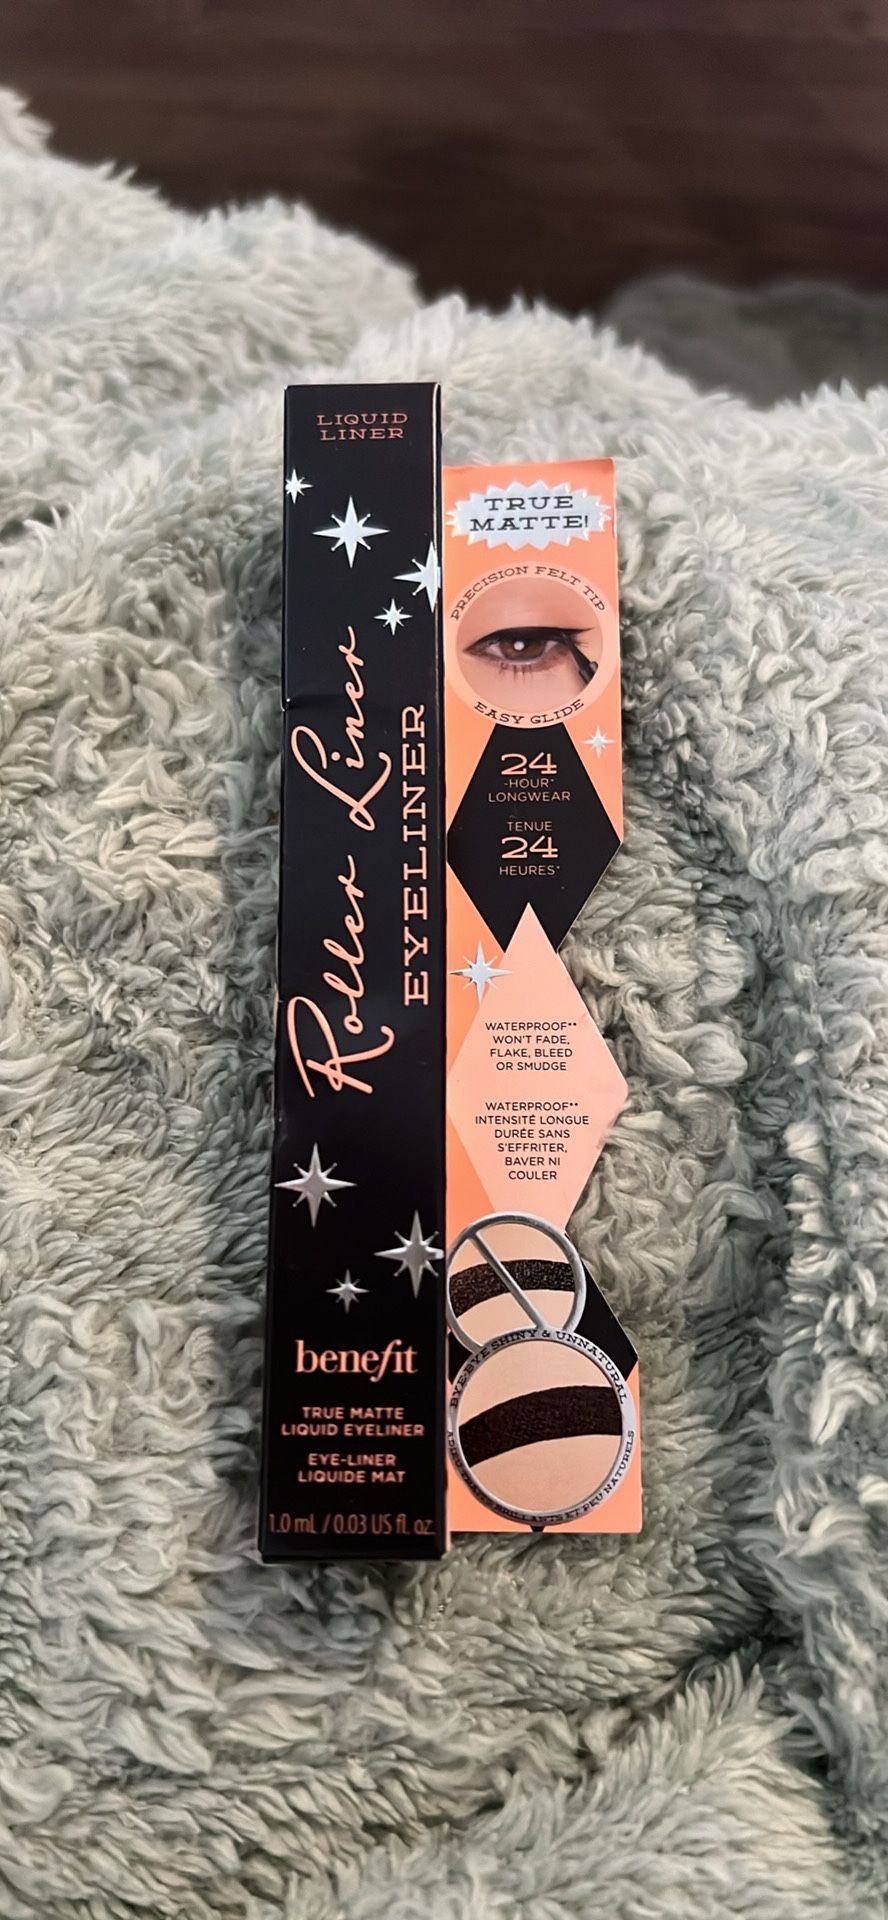 LIQUID
LINER
Roller Liner
EYELINER
benefit
TRUE MATTE
LIQUID EYELINER
EYE-LINER
LIQUIDE MAT
1.0 mL / 0.03 US fl. oz.
TRUE
MATTE!
PRECISION FELT TIP
EASY GLIDE
24
-HOUR*
LONGWEAR
TENUE
24
HEURES*
WATERPROOF**
WON'T FADE,
FLAKE, BLEED
OR SMUDGE
WATERPROOF**
INTENSITÉ LONGUE
DURÉE SANS
S'EFFRITER,
BAVER NI
COULER
BYE-BYE SHINY & UNNATURAL
BRILLANTS ET PEU NATURELS